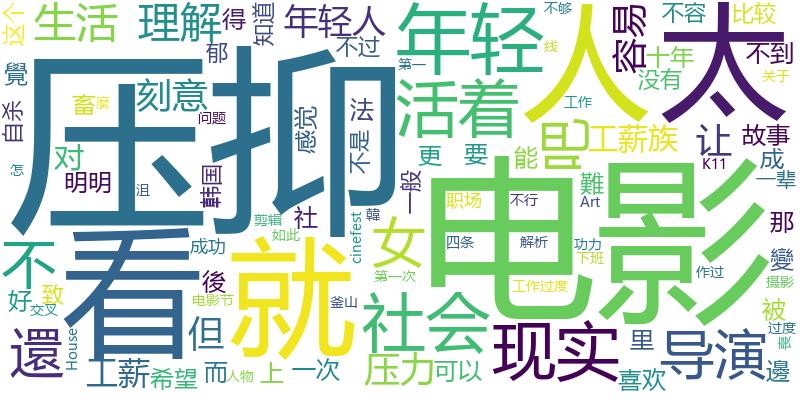 压抑
电影
看
就
太
人
年轻
活着
社会
现实
导演
生活
理解
年轻人
刻意
容易
吧
工薪族
女
不
還
但
工薪
压力
可以
希望
喜欢
让
故事
没有
十年
不到
比较
不容
不够
知道
得
不过
郁
这个
覺
自杀
畜
麼
问题
对
明明
怎
沮
韩国
感觉
不是
法
第一
线
工作
关于
能
更
要
一般
難
Art
成
K11
一辈
那
變
摄影
被
过度
喪
邊
里
作过
功力
下班
解析
不行
职场
四条
工作过度
第一次
韓
cinefest
社
剪辑
如此
後
成功
电影节
釜山
致
好
交叉
House
而
人物
上
一次